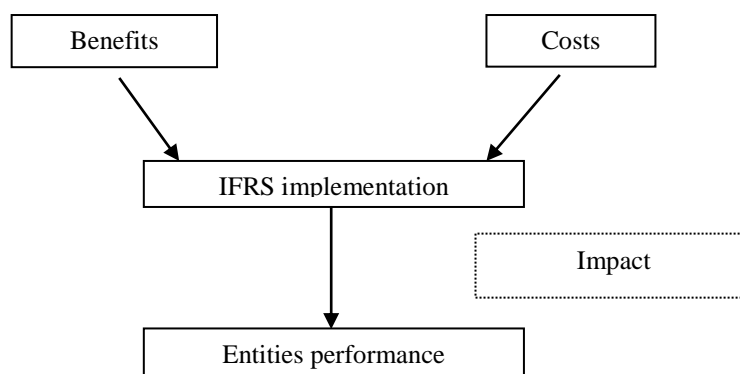 Benefits
Costs
IFRS implementation
Impact
Entities performance